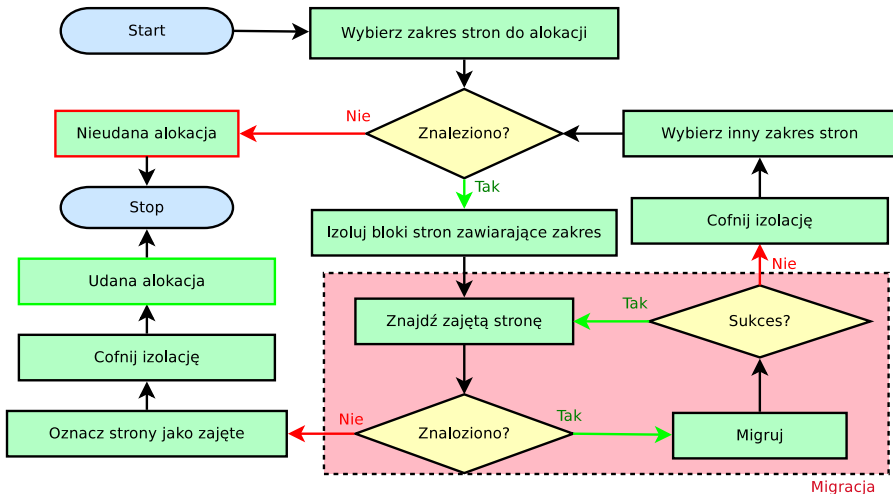 Start
Wybierz zakres stron do alokacji
Nie
Nieudana alokacja
Znaleziono?
Wybierz inny zakres stron
Tak
Stop
Izoluj bloki stron zawiarające zakres
Cofnij izolację
Nie
Udana alokacja
Znajdź zajętą stronę
Tak
Sukces?
Cofnij izolację
Oznacz strony jako zajęte
Nie
Znaloziono?
Tak
Migruj
Migracja